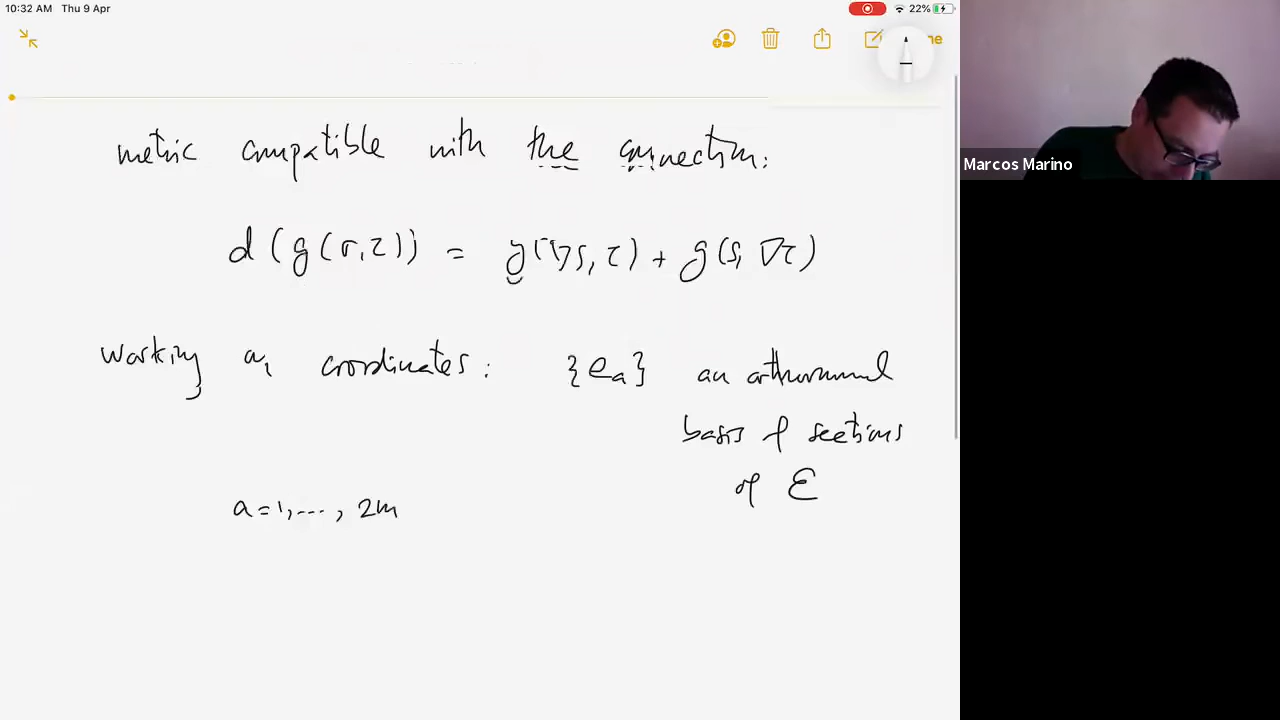 10:32 AM Thu 9 Apr 22%
Marcos Marino
metric compatible with the connection:
d(g(σ,τ)) = g(∇s, τ) + g(s, ∇τ)
working in coordinates: {e_a} an orthonormal
basis of sections
of E
a=1,..., 2m